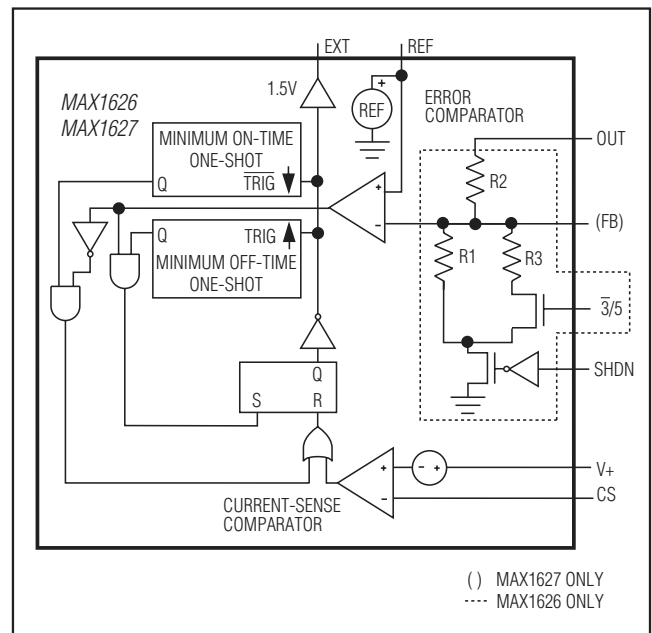 EXT
REF
1.5V
+
REF
ERROR
COMPARATOR
MAX1626
MAX1627
MINIMUM ON-TIME
ONE-SHOT
Q
T̅R̅I̅G̅
OUT
R2
+
−
(FB)
Q
TRIG
MINIMUM OFF-TIME
ONE-SHOT
R1
R3
3̅/5
SHDN
Q
S
R
+
−
− +
V+
CS
CURRENT-SENSE
COMPARATOR
( ) MAX1627 ONLY
---- MAX1626 ONLY